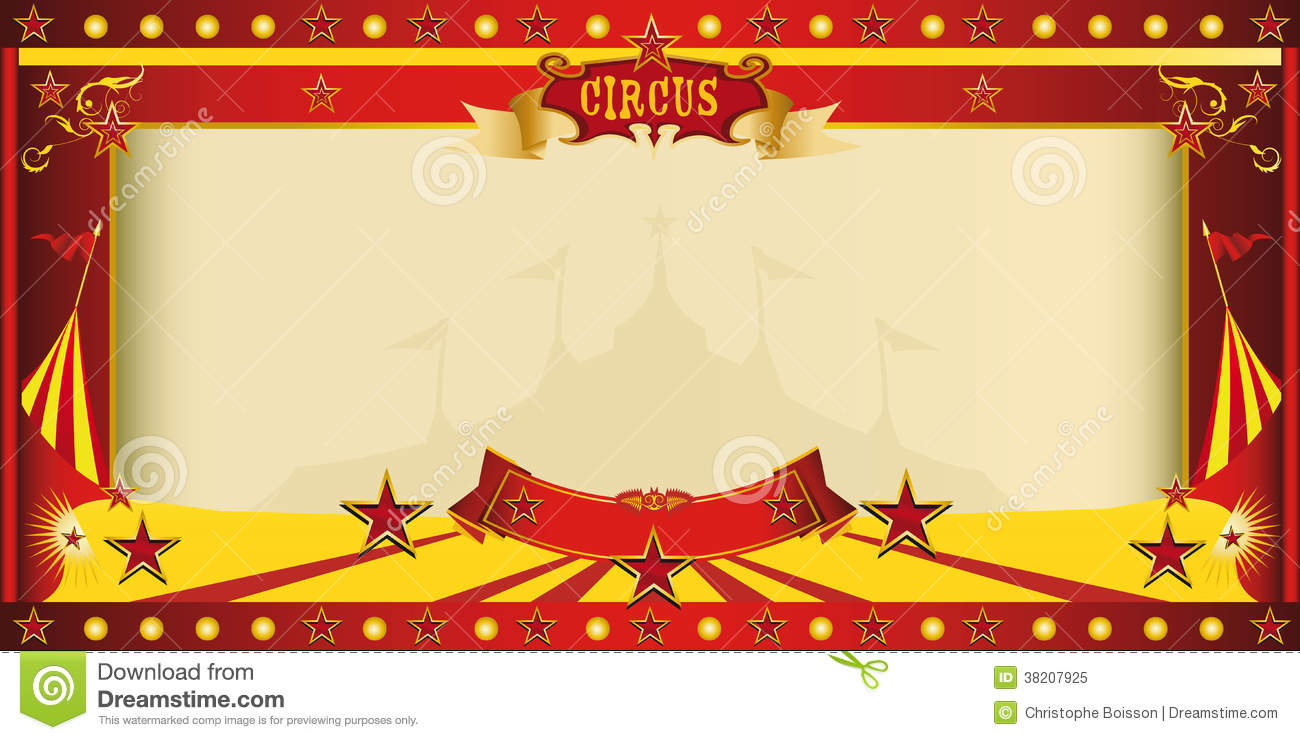 CIRCUS
dreamstime
dreamstime
dreamstime
dreamstime
Download from
Dreamstime.com
This watermarked comp image is for previewing purposes only.
ID 38207925
© Christophe Boisson | Dreamstime.com